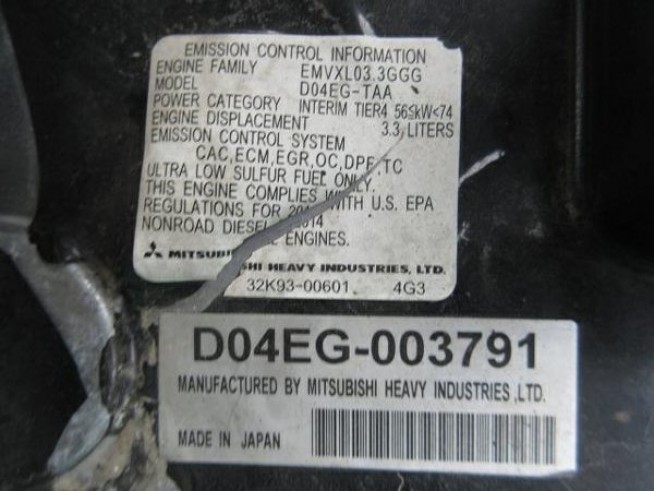 EMISSION CONTROL INFORMATION
ENGINE FAMILY EMVXL03.3GGG
MODEL D04EG-TAA
POWER CATEGORY INTERIM TIER4 56≦kW<74
ENGINE DISPLACEMENT 3.3 LITERS
EMISSION CONTROL SYSTEM
CAC,ECM,EGR,OC,DPF,TC
ULTRA LOW SULFUR FUEL ONLY.
THIS ENGINE COMPLIES WITH U.S. EPA
REGULATIONS FOR 2014
NONROAD DIESEL ENGINES.
MITSUBISHI HEAVY INDUSTRIES, LTD.
32K93-00601 4G3
D04EG-003791
MANUFACTURED BY MITSUBISHI HEAVY INDUSTRIES,LTD.
MADE IN JAPAN